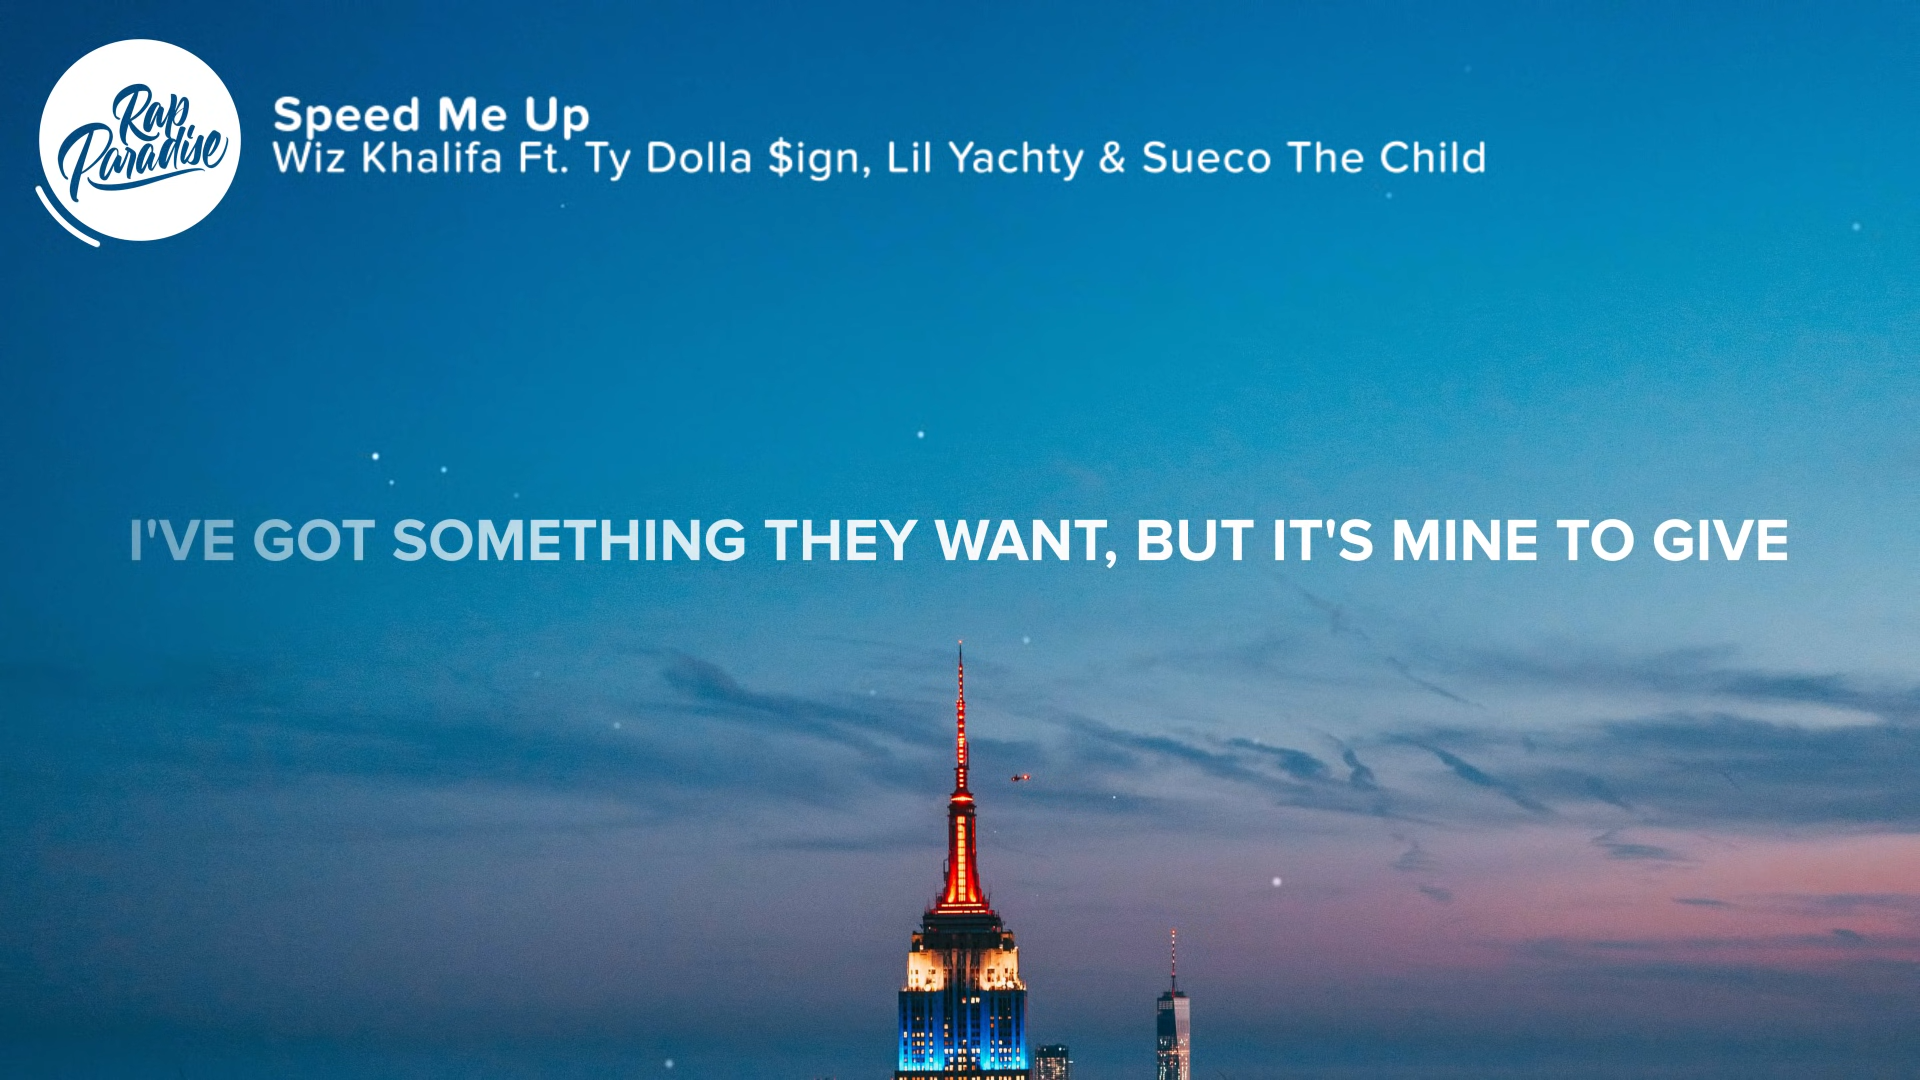 Rap
Paradise
Speed Me Up
Wiz Khalifa Ft. Ty Dolla $ign, Lil Yachty & Sueco The Child
I'VE GOT SOMETHING THEY WANT, BUT IT'S MINE TO GIVE